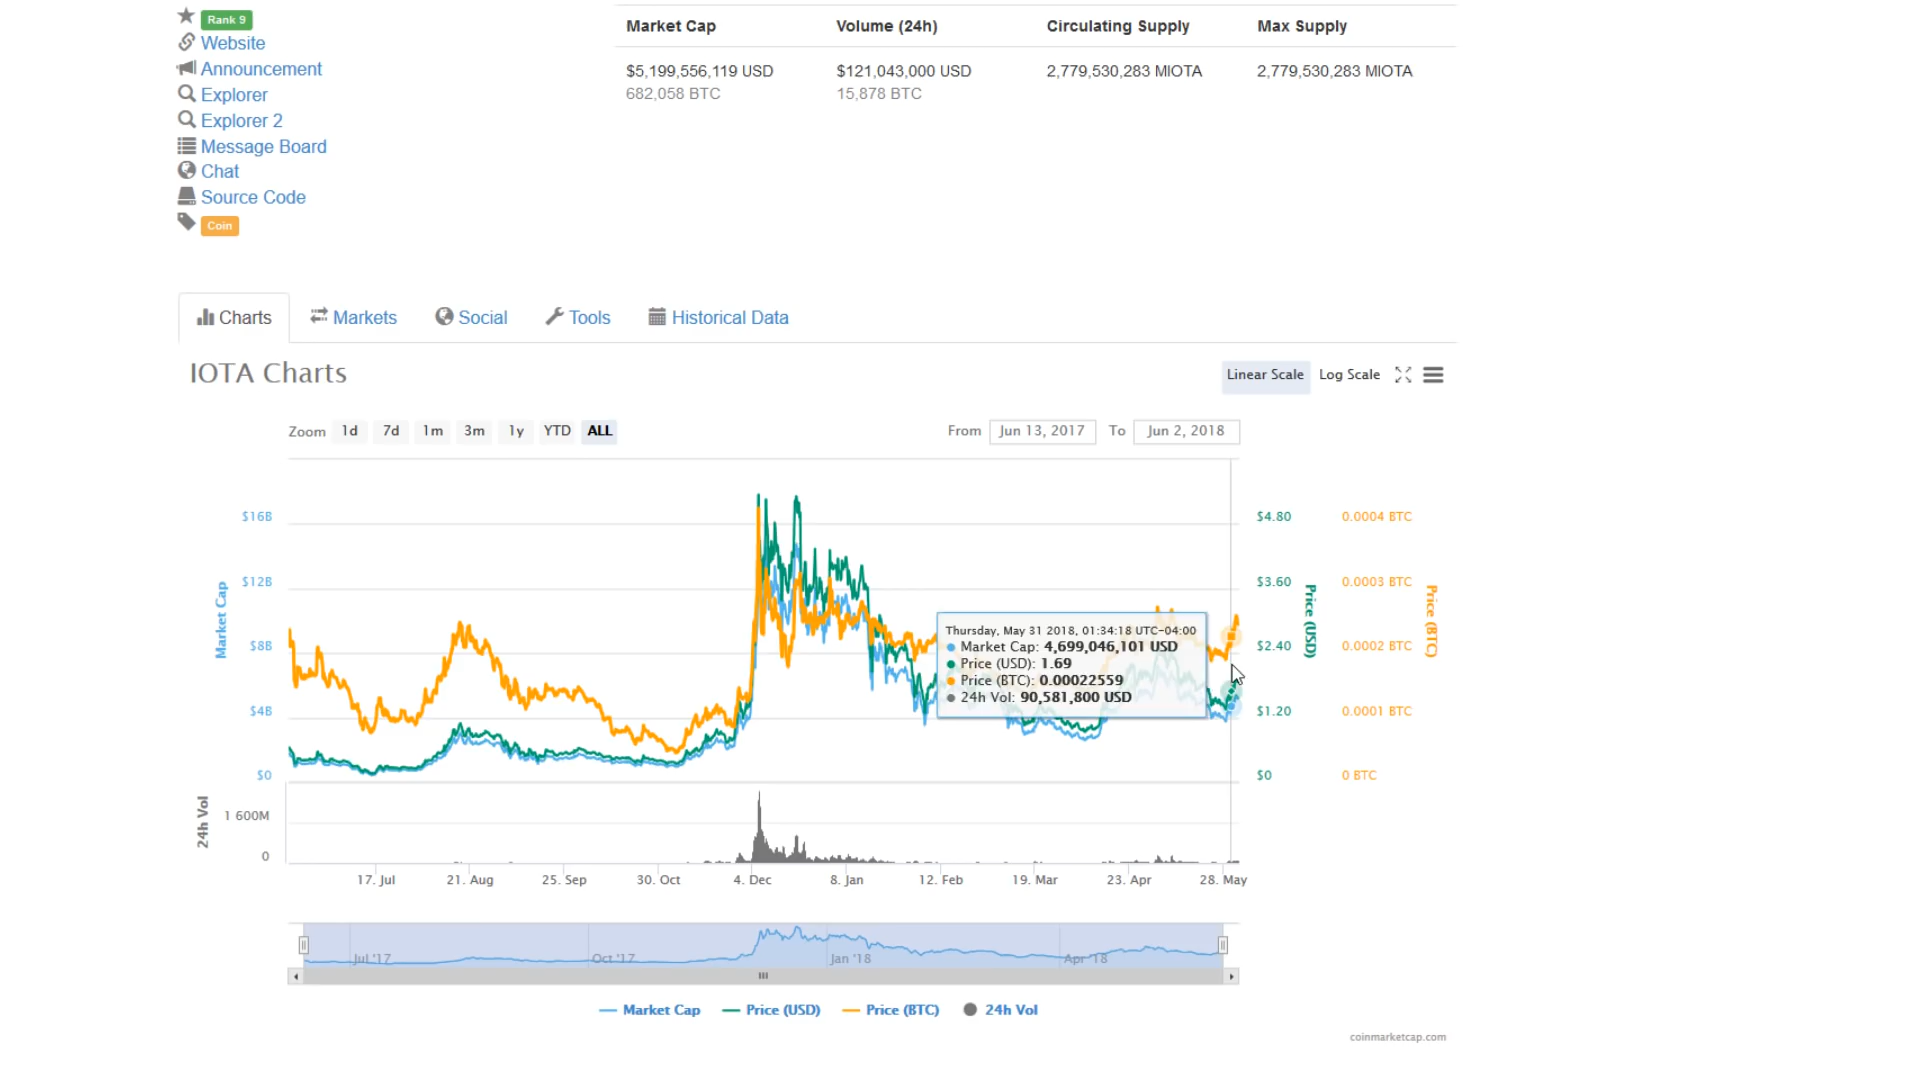 Rank 9
Website
Announcement
Explorer
Explorer 2
Message Board
Chat
Source Code
Coin
Market Cap Volume (24h) Circulating Supply Max Supply
$5,199,556,119 USD $121,043,000 USD 2,779,530,283 MIOTA 2,779,530,283 MIOTA
682,058 BTC 15,878 BTC
Charts Markets Social Tools Historical Data
IOTA Charts
Linear Scale Log Scale
Zoom 1d 7d 1m 3m 1y YTD ALL From Jun 13, 2017 To Jun 2, 2018
$16B $4.80 0.0004 BTC
$12B $3.60 0.0003 BTC
$8B $2.40 0.0002 BTC
$4B $1.20 0.0001 BTC
$0 $0 0 BTC
Market Cap
Price (USD)
Price (BTC)
Thursday, May 31 2018, 01:34:18 UTC-04:00
Market Cap: 4,699,046,101 USD
Price (USD): 1.69
Price (BTC): 0.00022559
24h Vol: 90,581,800 USD
24h Vol
1 600M
0
17. Jul 21. Aug 25. Sep 30. Oct 4. Dec 8. Jan 12. Feb 19. Mar 23. Apr 28. May
Jul '17 Oct '17 Jan '18 Apr '18
Market Cap Price (USD) Price (BTC) 24h Vol
coinmarketcap.com